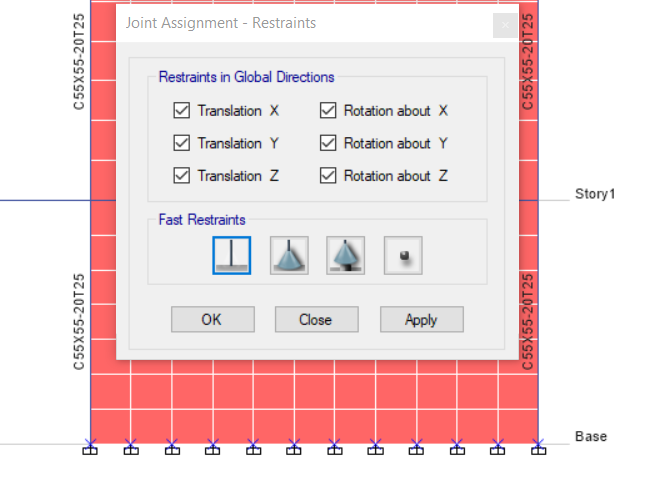 Joint Assignment - Restraints
x
C55X55-20T25
C55X55-20T25
Restraints in Global Directions
Translation X
Rotation about X
Translation Y
Rotation about Y
Translation Z
Rotation about Z
Story1
Fast Restraints
C55X55-20T25
C55X55-20T25
OK
Close
Apply
Base